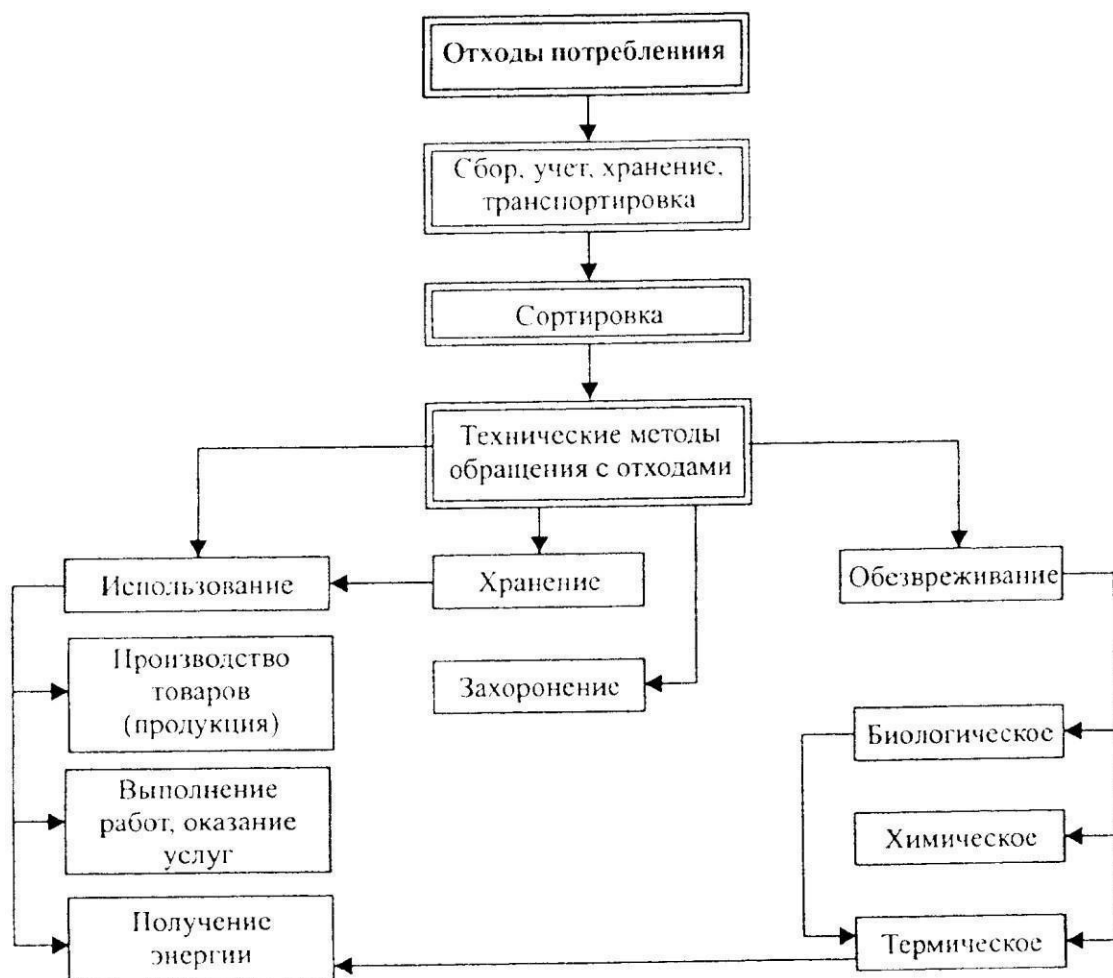 Отходы потребленния
Сбор, учет, хранение,
транспортировка
Сортировка
Технические методы
обращения с отходами
Использование
Хранение
Обезвреживание
Производство
товаров
(продукция)
Захоронение
Биологическое
Выполнение
работ, оказание
услуг
Химическое
Получение
энергии
Термическое